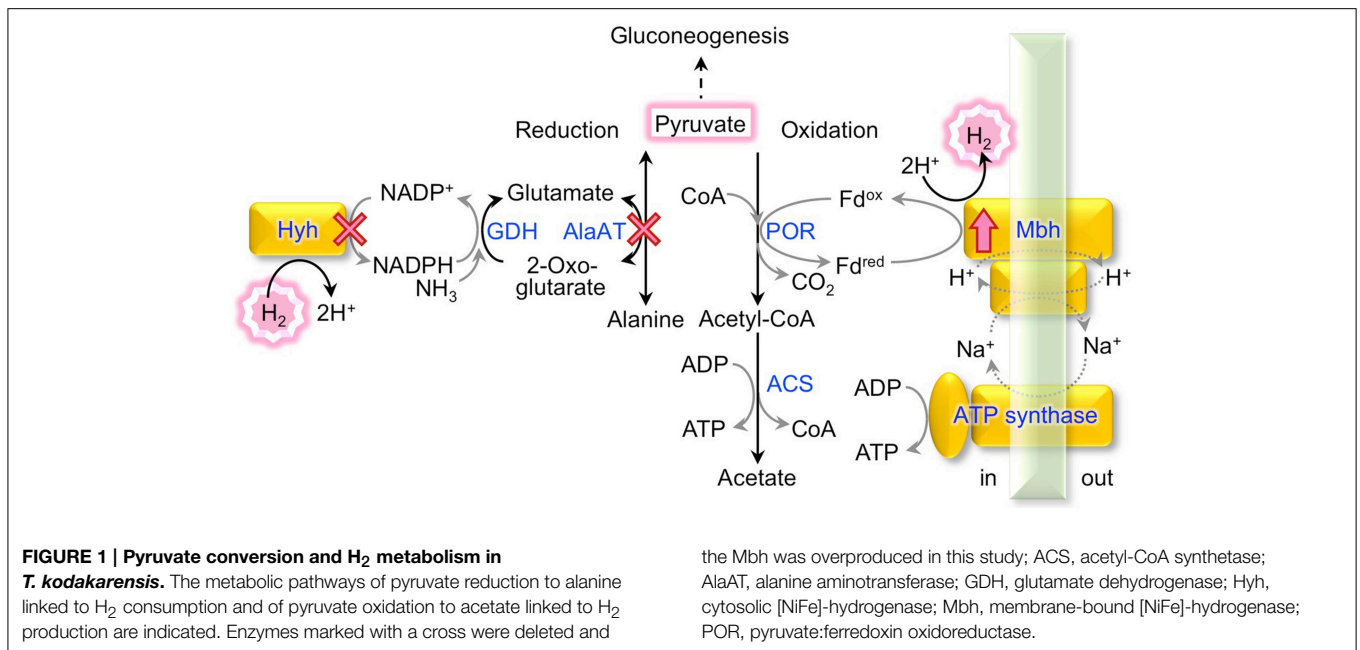 Gluconeogenesis
Reduction
Pyruvate
Oxidation
H₂
2H⁺
NADP⁺
Glutamate
CoA
Fdᵒˣ
Hyh
GDH
AlaAT
POR
Mbh
NADPH
2-Oxo-
glutarate
Fdʳᵉᵈ
H⁺
H⁺
NH₃
CO₂
H₂
2H⁺
Alanine
Acetyl-CoA
Na⁺
Na⁺
ADP
ACS
ADP
ATP synthase
ATP
CoA
ATP
Acetate
in
out
FIGURE 1 | Pyruvate conversion and H₂ metabolism in
T. kodakarensis. The metabolic pathways of pyruvate reduction to alanine
linked to H₂ consumption and of pyruvate oxidation to acetate linked to H₂
production are indicated. Enzymes marked with a cross were deleted and
the Mbh was overproduced in this study; ACS, acetyl-CoA synthetase;
AlaAT, alanine aminotransferase; GDH, glutamate dehydrogenase; Hyh,
cytosolic [NiFe]-hydrogenase; Mbh, membrane-bound [NiFe]-hydrogenase;
POR, pyruvate:ferredoxin oxidoreductase.